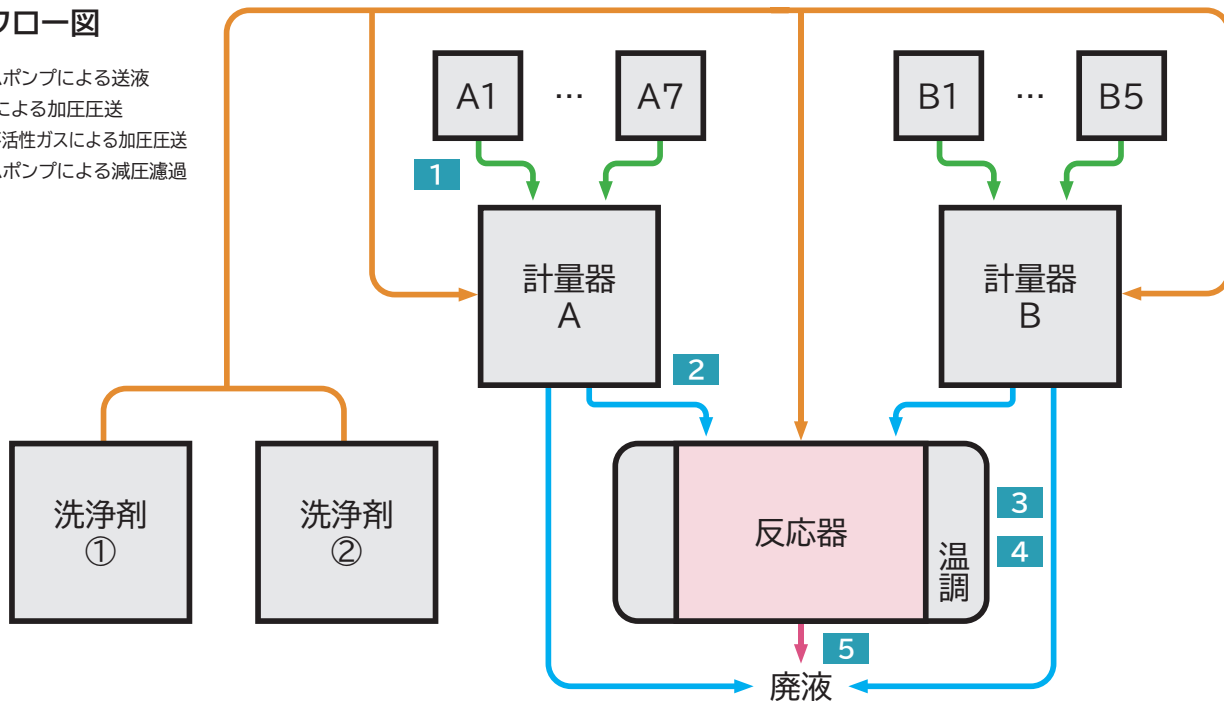 フロー図
ムポンプによる送液
による加圧圧送
活性ガスによる加圧圧送
ムポンプによる減圧濾過
A1 … A7
B1 … B5
1
計量器
A
計量器
B
2
洗浄剤
①
洗浄剤
②
反応器
温調
3
4
5
廃液